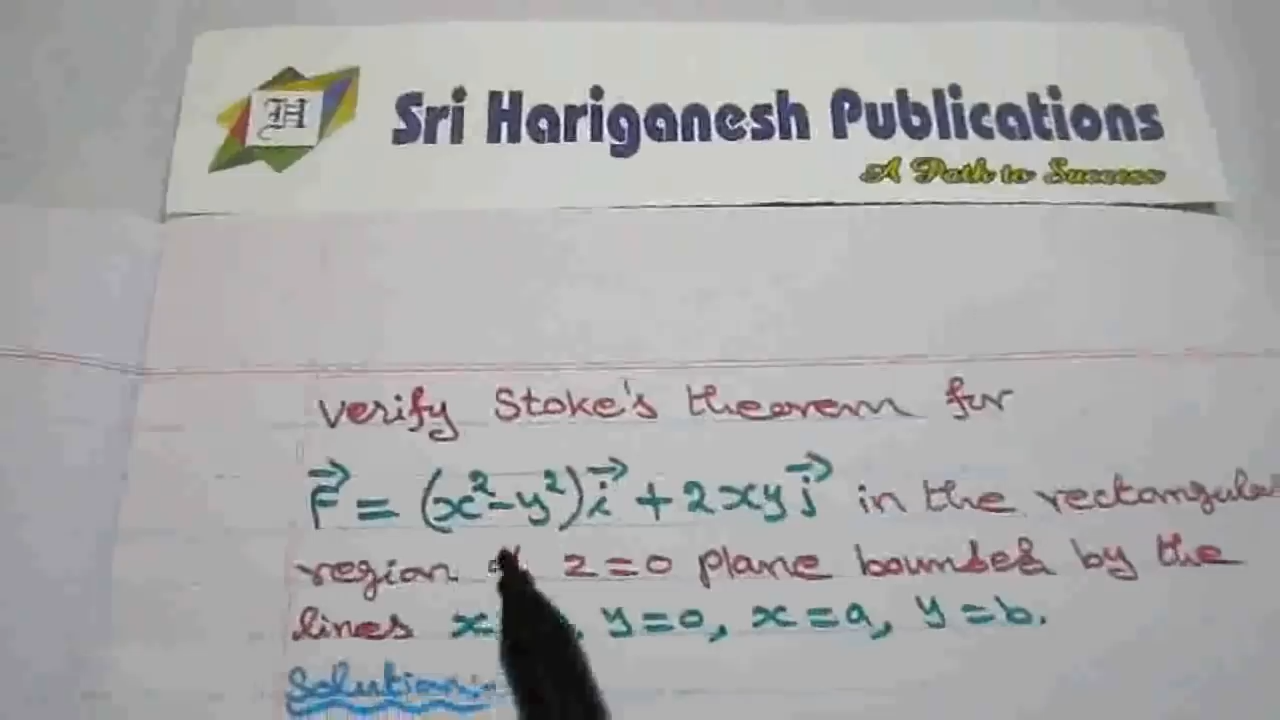 H
Sri Hariganesh Publications
A Path to Success
Verify Stoke's theorem for
F⃗ = (x²-y²)i⃗ + 2xyj⃗ in the rectangular
region z=0 plane bounded by the
lines y=0, x=a, y=b.
Solution:-